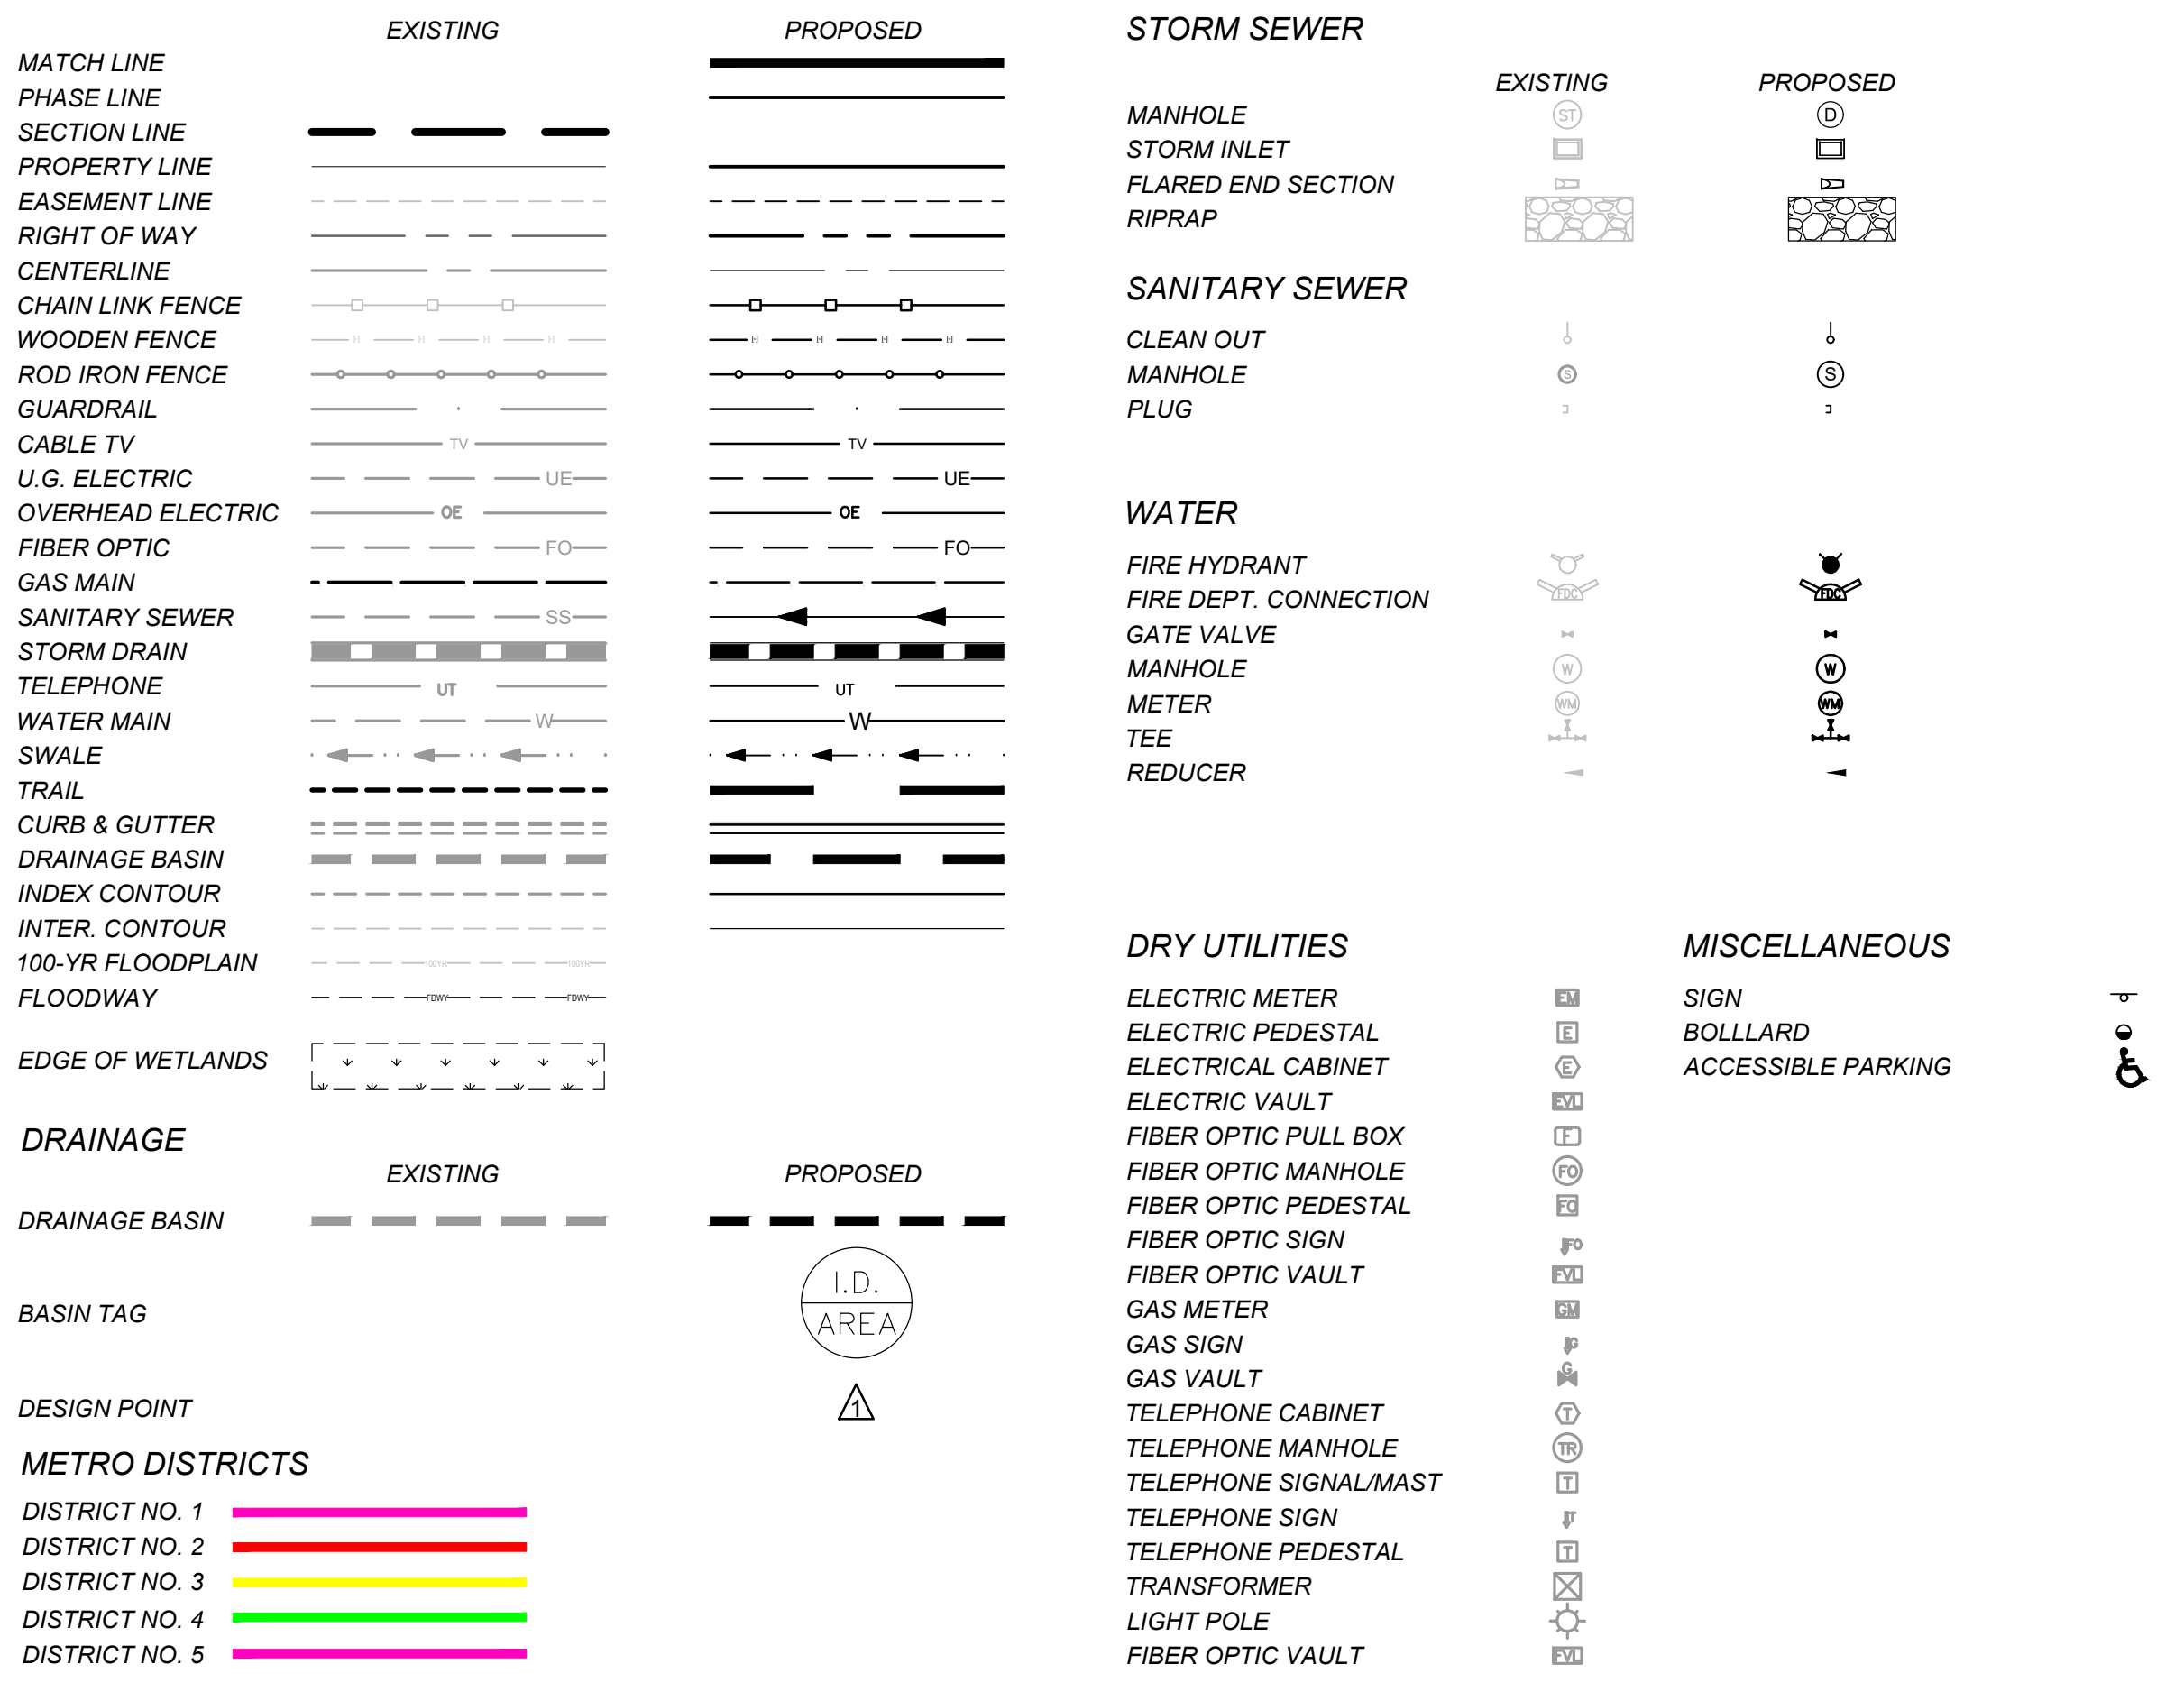 EXISTING PROPOSED
MATCH LINE
PHASE LINE
SECTION LINE
PROPERTY LINE
EASEMENT LINE
RIGHT OF WAY
CENTERLINE
CHAIN LINK FENCE
WOODEN FENCE
ROD IRON FENCE
GUARDRAIL
CABLE TV TV TV
U.G. ELECTRIC UE UE
OVERHEAD ELECTRIC OE OE
FIBER OPTIC FO FO
GAS MAIN
SANITARY SEWER SS
STORM DRAIN
TELEPHONE UT UT
WATER MAIN W W
SWALE
TRAIL
CURB & GUTTER
DRAINAGE BASIN
INDEX CONTOUR
INTER. CONTOUR
100-YR FLOODPLAIN 100YR 100YR
FLOODWAY FDWY FDWY
EDGE OF WETLANDS
DRAINAGE
EXISTING PROPOSED
DRAINAGE BASIN
BASIN TAG I.D.
AREA
DESIGN POINT 1
METRO DISTRICTS
DISTRICT NO. 1
DISTRICT NO. 2
DISTRICT NO. 3
DISTRICT NO. 4
DISTRICT NO. 5
STORM SEWER
EXISTING PROPOSED
MANHOLE ST D
STORM INLET
FLARED END SECTION
RIPRAP
SANITARY SEWER
CLEAN OUT
MANHOLE S S
PLUG
WATER
FIRE HYDRANT
FIRE DEPT. CONNECTION FDC FDC
GATE VALVE
MANHOLE W W
METER WM WM
TEE
REDUCER
DRY UTILITIES
ELECTRIC METER EM
ELECTRIC PEDESTAL E
ELECTRICAL CABINET E
ELECTRIC VAULT EVL
FIBER OPTIC PULL BOX F
FIBER OPTIC MANHOLE FO
FIBER OPTIC PEDESTAL FO
FIBER OPTIC SIGN FO
FIBER OPTIC VAULT FVL
GAS METER GM
GAS SIGN G
GAS VAULT G
TELEPHONE CABINET T
TELEPHONE MANHOLE TR
TELEPHONE SIGNAL/MAST T
TELEPHONE SIGN T
TELEPHONE PEDESTAL T
TRANSFORMER
LIGHT POLE
FIBER OPTIC VAULT FVL
MISCELLANEOUS
SIGN
BOLLLARD
ACCESSIBLE PARKING